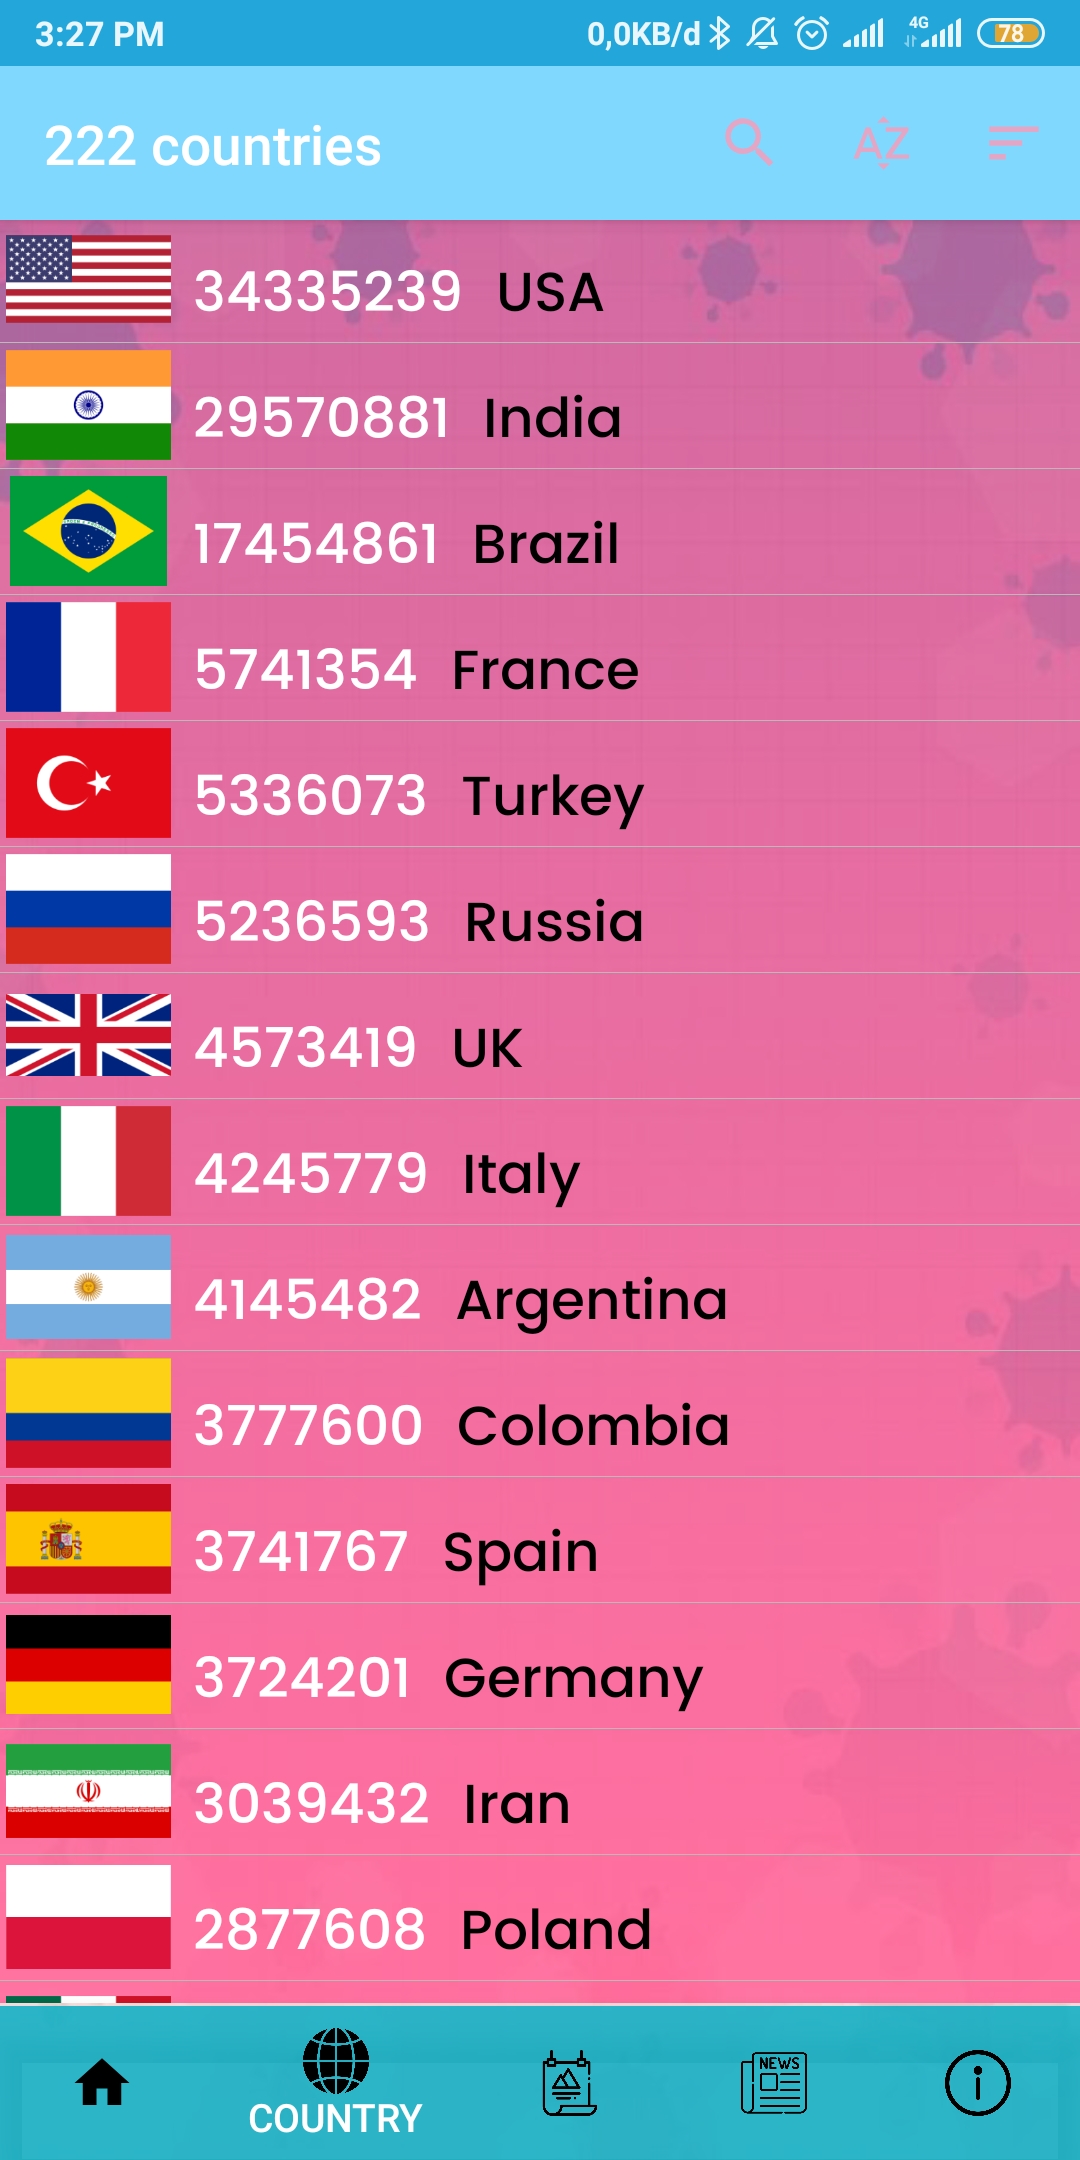 3:27 PM 0,0KB/d 4G 78
222 countries AZ
34335239 USA
29570881 India
17454861 Brazil
5741354 France
5336073 Turkey
5236593 Russia
4573419 UK
4245779 Italy
4145482 Argentina
3777600 Colombia
3741767 Spain
3724201 Germany
3039432 Iran
2877608 Poland
NEWS
COUNTRY